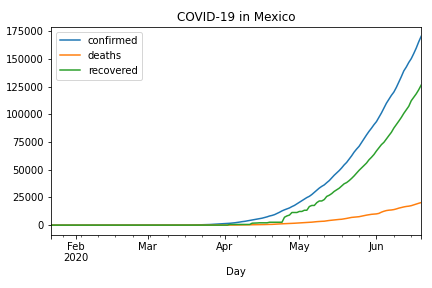 COVID-19 in Mexico
confirmed
deaths
recovered
175000
150000
125000
100000
75000
50000
25000
0
Feb
2020
Mar
Apr
May
Jun
Day